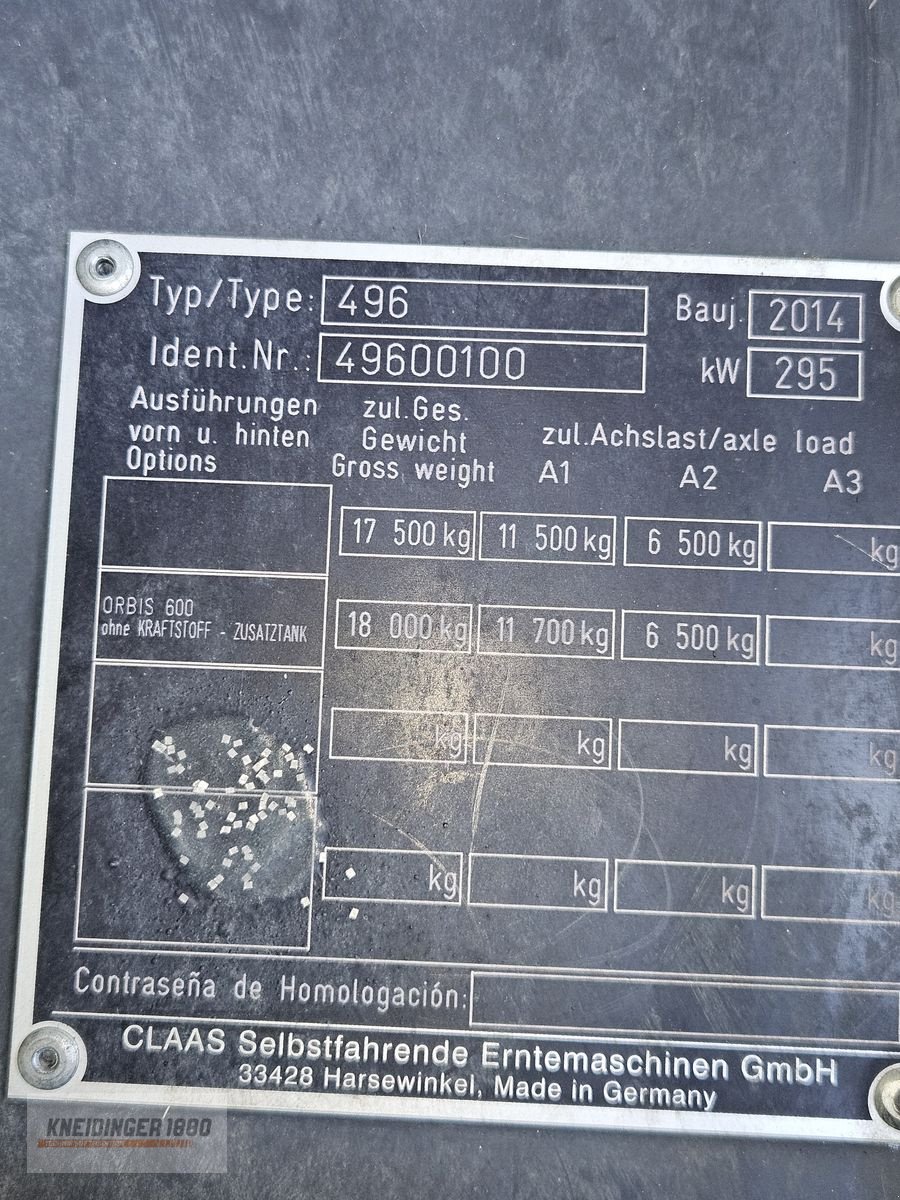 Typ/Type: 496 Bauj. 2014
Ident.Nr.: 49600100 kW 295
Ausführungen zul.Ges.
vorn u. hinten Gewicht zul.Achslast/axle load
Options Gross weight A1 A2 A3
17 500 kg 11 500 kg 6 500 kg kg
ORBIS 600
ohne KRAFTSTOFF - ZUSATZTANK 18 000 kg 11 700 kg 6 500 kg kg
kg kg kg kg
kg kg kg kg
Contraseña de Homologación:
CLAAS Selbstfahrende Erntemaschinen GmbH
33428 Harsewinkel, Made in Germany
KNEIDINGER 1880